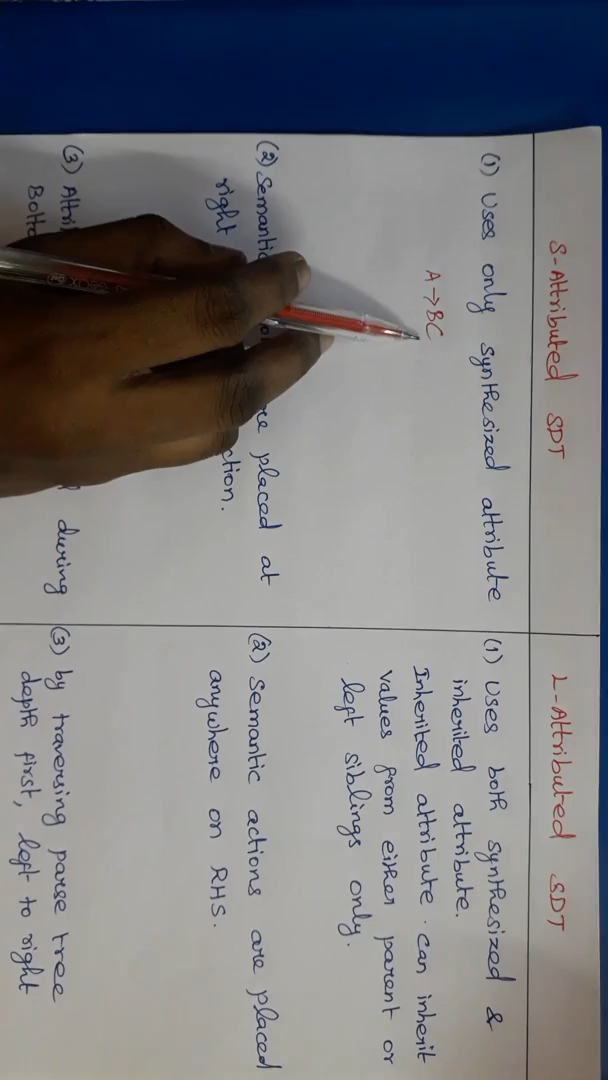 S-Attributed SDT
(1) Uses only synthesized attribute
A→BC
(2) Semantic placed at
right ction.
(3)
during
L-Attributed SDT
(1) Uses both synthesized &
inherited attribute.
Inherited attribute can inherit
values from either parent or
left siblings only.
(2) Semantic actions are placed
anywhere on RHS.
(3) by traversing parse tree
depth first, left to right